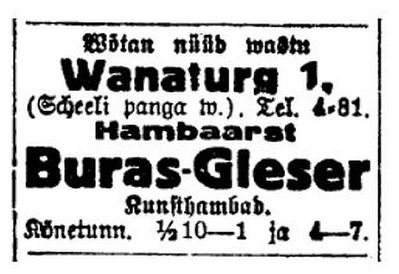 Wõtan nüüd wastu
Wanaturg 1,
(Scheeli panga w.). Tel. 4-81.
Hambaarst
Buras-Gleser
Kunsthambad.
Kõnetunn. ½10—1 ja 4—7.